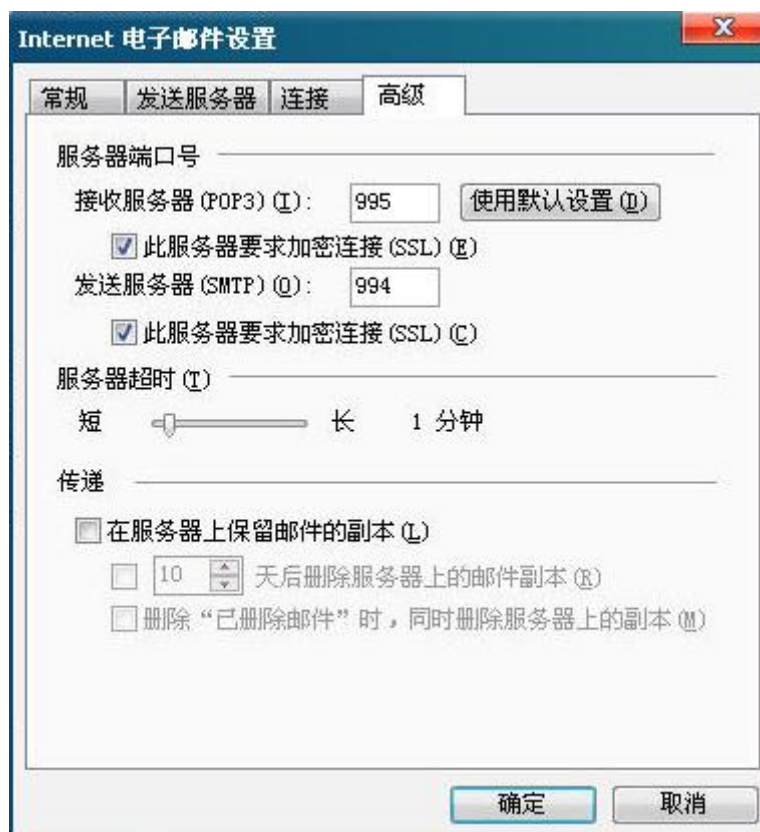 Internet 电子邮件设置
常规 发送服务器 连接 高级
服务器端口号
接收服务器(POP3)(I): 995 使用默认设置(D)
此服务器要求加密连接(SSL)(E)
发送服务器(SMTP)(O): 994
此服务器要求加密连接(SSL)(C)
服务器超时(T)
短 长 1 分钟
传递
在服务器上保留邮件的副本(L)
10 天后删除服务器上的邮件副本(R)
删除“已删除邮件”时，同时删除服务器上的副本(M)
确定 取消